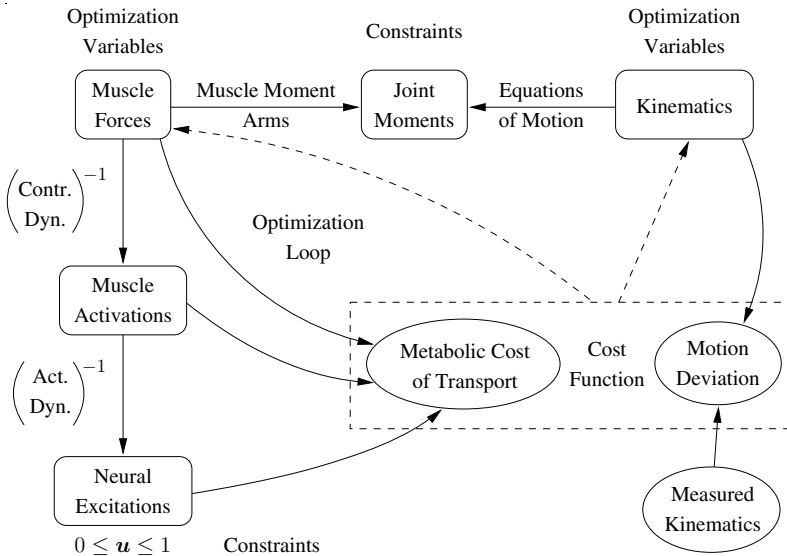 Optimization
Variables
Constraints
Optimization
Variables
Muscle
Forces
Muscle Moment
Arms
Joint
Moments
Equations
of Motion
Kinematics
(Contr.
Dyn.)⁻¹
Optimization
Loop
Muscle
Activations
Metabolic Cost
of Transport
Cost
Function
Motion
Deviation
(Act.
Dyn.)⁻¹
Neural
Excitations
Measured
Kinematics
0 ≤ u ≤ 1 Constraints